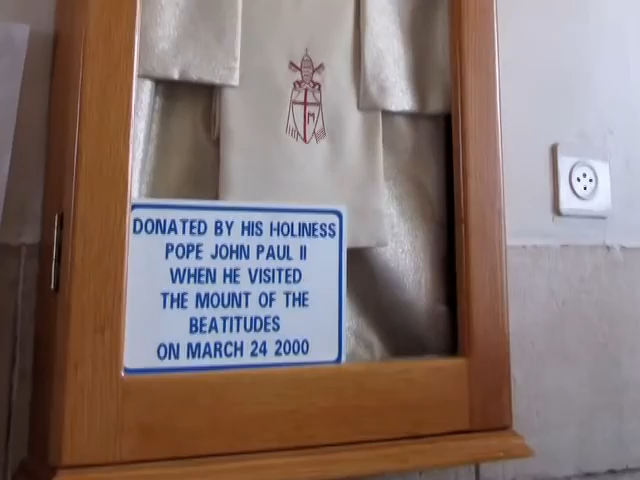 DONATED BY HIS HOLINESS
POPE JOHN PAUL II
WHEN HE VISITED
THE MOUNT OF THE
BEATITUDES
ON MARCH 24 2000
M